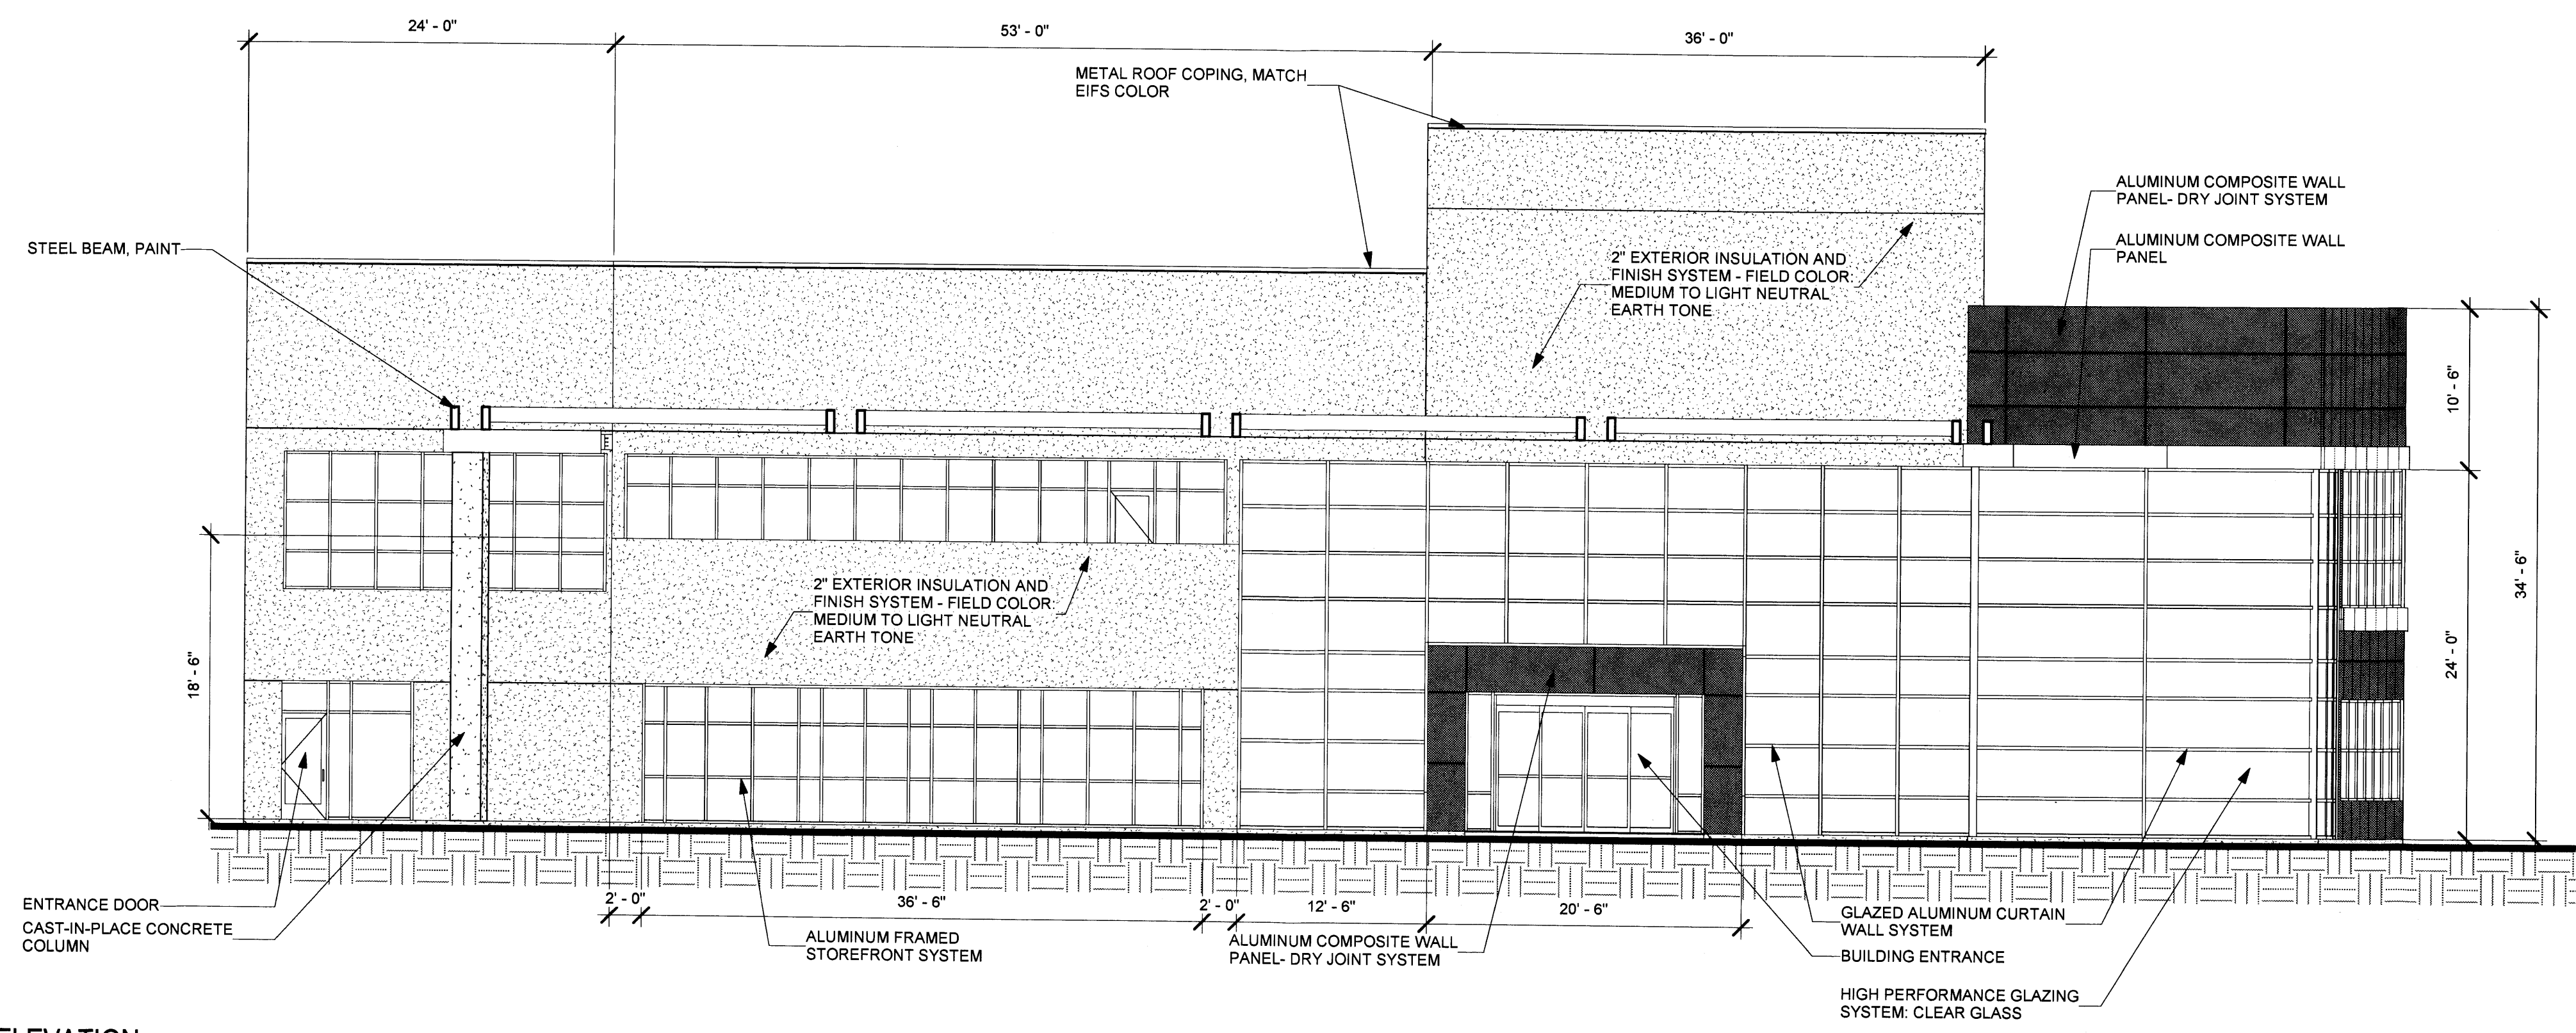 24' - 0"
53' - 0"
36' - 0"
METAL ROOF COPING, MATCH
EIFS COLOR
ALUMINUM COMPOSITE WALL
PANEL- DRY JOINT SYSTEM
STEEL BEAM, PAINT
ALUMINUM COMPOSITE WALL
PANEL
2" EXTERIOR INSULATION AND
FINISH SYSTEM - FIELD COLOR
MEDIUM TO LIGHT NEUTRAL
EARTH TONE
10' - 6"
34' - 6"
2" EXTERIOR INSULATION AND
FINISH SYSTEM - FIELD COLOR
MEDIUM TO LIGHT NEUTRAL
EARTH TONE
18' - 6"
24' - 0"
ENTRANCE DOOR
CAST-IN-PLACE CONCRETE
COLUMN
2' - 0"
36' - 6"
2' - 0"
12' - 6"
20' - 6"
ALUMINUM FRAMED
STOREFRONT SYSTEM
ALUMINUM COMPOSITE WALL
PANEL- DRY JOINT SYSTEM
GLAZED ALUMINUM CURTAIN
WALL SYSTEM
BUILDING ENTRANCE
HIGH PERFORMANCE GLAZING
SYSTEM: CLEAR GLASS
ELEVATION